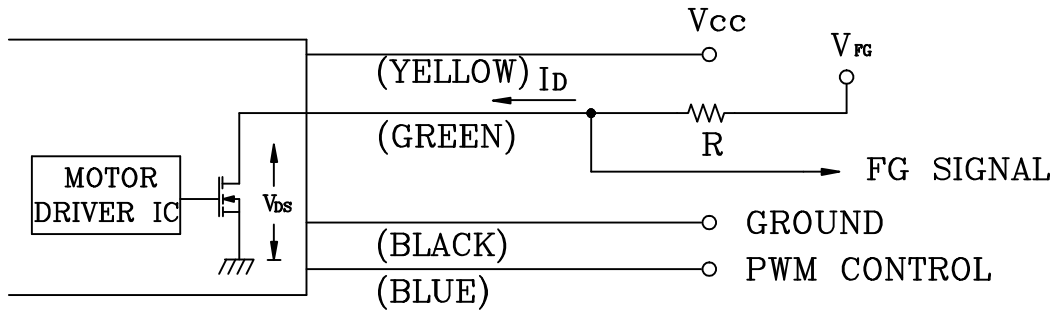 Vcc
VFG
(YELLOW)
ID
(GREEN)
R
FG SIGNAL
MOTOR
DRIVER IC
VDS
GROUND
(BLACK)
PWM CONTROL
(BLUE)